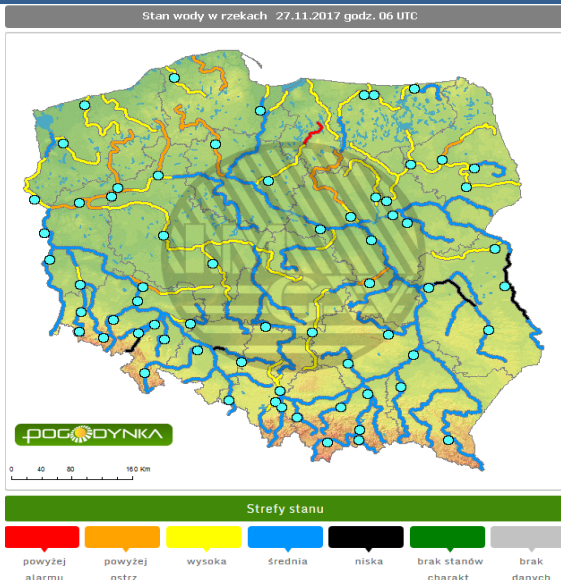 Stan wody w rzekach 27.11.2017 godz. 06 UTC
POGODYNKA
0 40 80 160 Km
Strefy stanu
powyżej powyżej wysoka średnia niska brak stanów brak
alarmu ostrz. charakt. danych